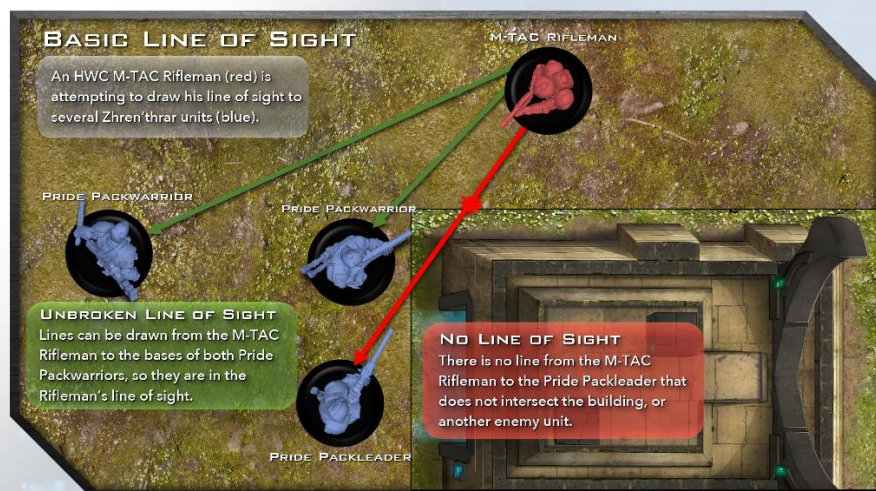 Basic Line of Sight
M-TAC Rifleman
An HWC M-TAC Rifleman (red) is
attempting to draw his line of sight to
several Zhren'thrar units (blue).
Pride Packwarrior
Pride Packwarrior
Unbroken Line of Sight
Lines can be drawn from the M-TAC
Rifleman to the bases of both Pride
Packwarriors, so they are in the
Rifleman's line of sight.
No Line of Sight
There is no line from the M-TAC
Rifleman to the Pride Packleader that
does not intersect the building, or
another enemy unit.
Pride Packleader